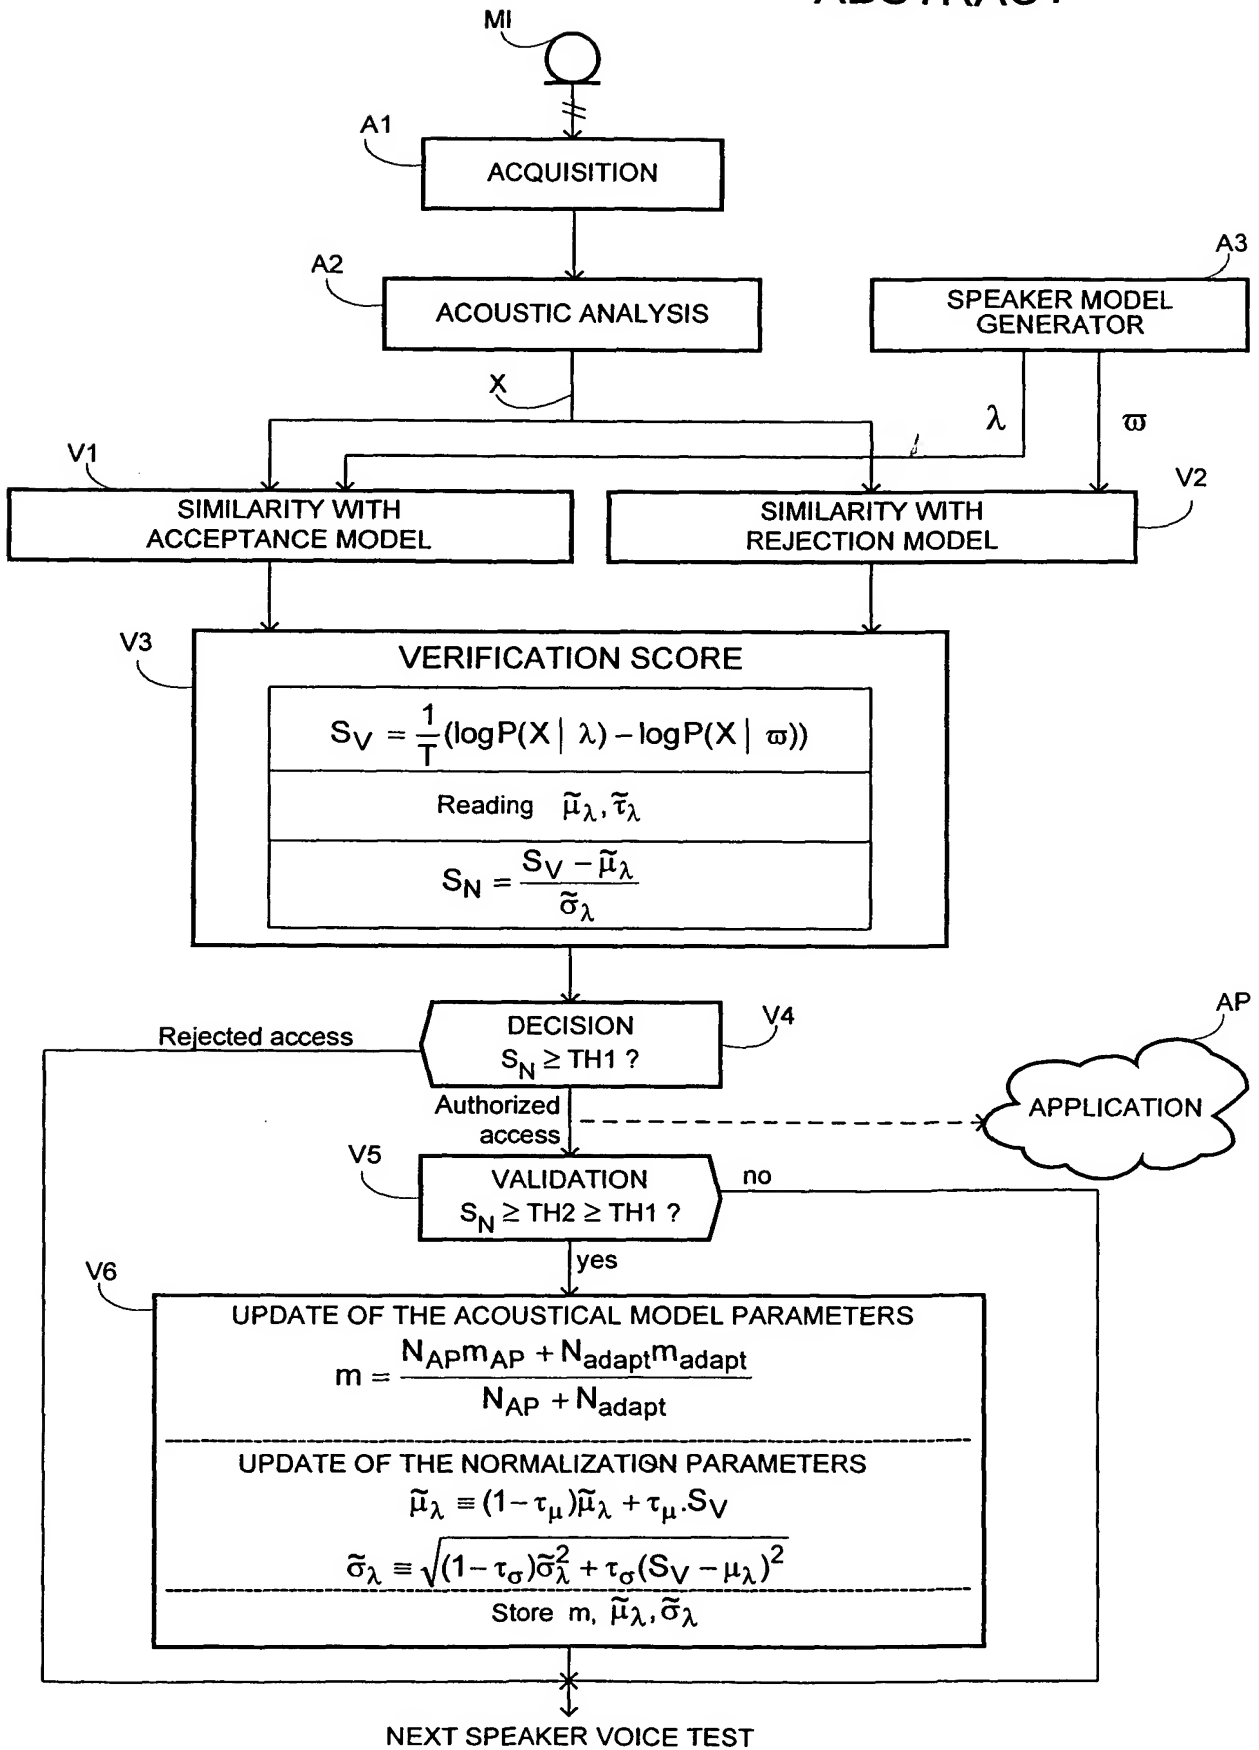 ABSTRACT
MI
A1
ACQUISITION
A2
ACOUSTIC ANALYSIS
A3
SPEAKER MODEL
GENERATOR
X
λ
ϖ
V1
SIMILARITY WITH
ACCEPTANCE MODEL
V2
SIMILARITY WITH
REJECTION MODEL
V3
VERIFICATION SCORE
S_V = 1/T (logP(X | λ) – logP(X | ϖ))
Reading μ̃_λ, τ̃_λ
S_N = (S_V – μ̃_λ) / σ̃_λ
Rejected access
DECISION
S_N ≥ TH1 ?
V4
AP
APPLICATION
Authorized
access
V5
VALIDATION
S_N ≥ TH2 ≥ TH1 ?
no
yes
V6
UPDATE OF THE ACOUSTICAL MODEL PARAMETERS
m = (N_AP m_AP + N_adapt m_adapt) / (N_AP + N_adapt)
UPDATE OF THE NORMALIZATION PARAMETERS
μ̃_λ ≡ (1 – τ_μ)μ̃_λ + τ_μ.S_V
σ̃_λ ≡ √((1 – τ_σ)σ̃_λ² + τ_σ(S_V – μ_λ)²)
Store m, μ̃_λ, σ̃_λ
NEXT SPEAKER VOICE TEST